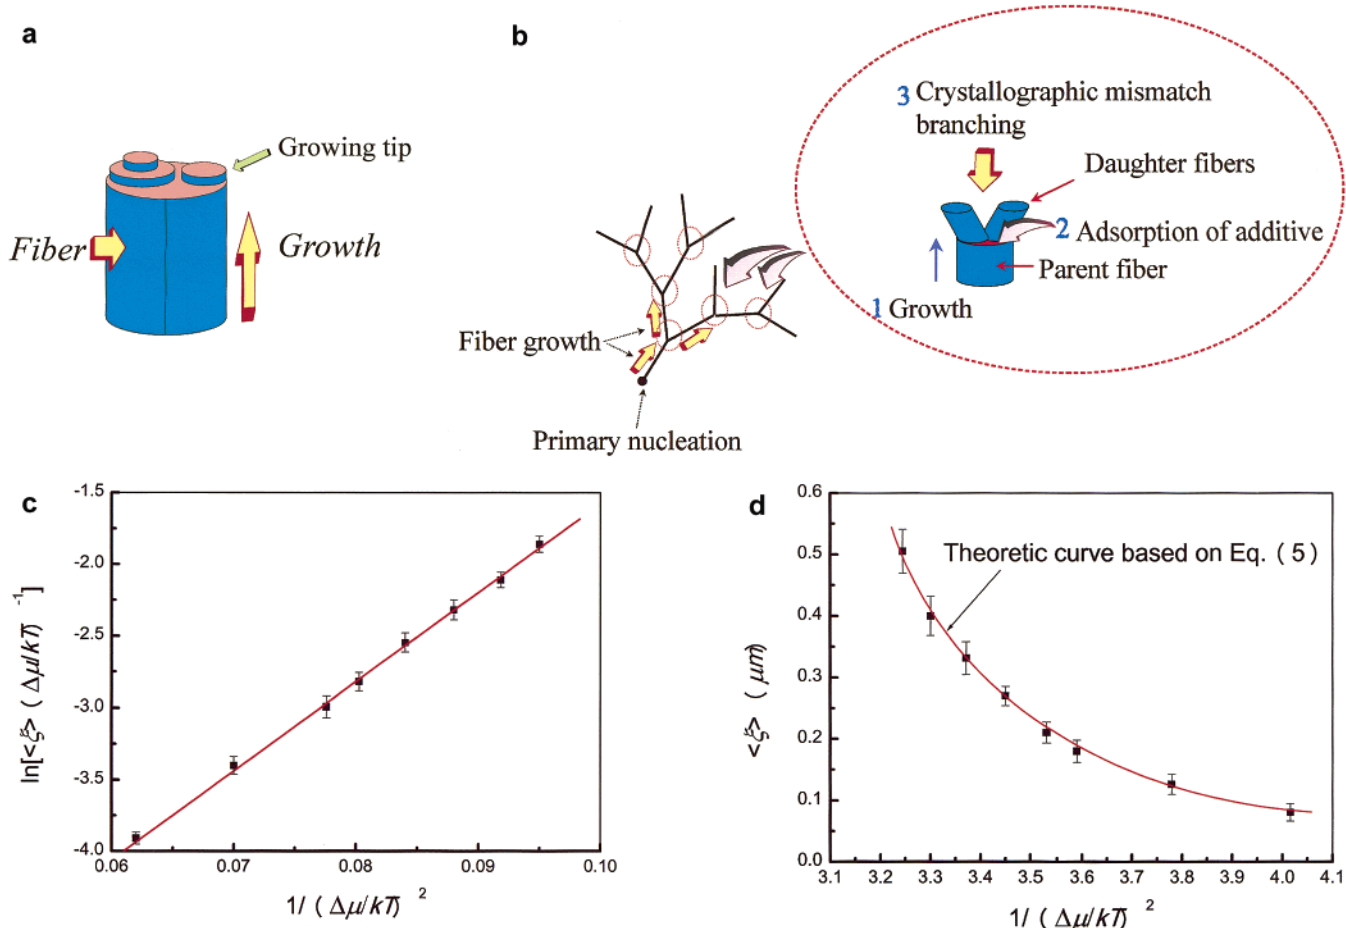 a
Growing tip
Fiber
Growth
b
3 Crystallographic mismatch
branching
Daughter fibers
2 Adsorption of additive
Parent fiber
1 Growth
Fiber growth
Primary nucleation
c
ln[<ξ> (Δμ/kT)⁻¹]
-1.5
-2.0
-2.5
-3.0
-3.5
-4.0
0.06 0.07 0.08 0.09 0.10
1/ (Δμ/kT) ²
d
<ξ> (μm)
0.6
0.5
0.4
0.3
0.2
0.1
0.0
Theoretic curve based on Eq. (5)
3.1 3.2 3.3 3.4 3.5 3.6 3.7 3.8 3.9 4.0 4.1
1/ (Δμ/kT) ²